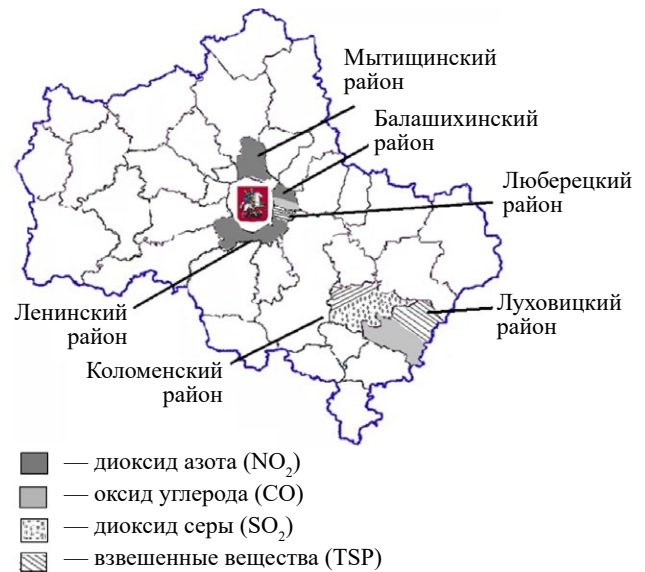 Мытищинский
район
Балашихинский
район
Люберецкий
район
Ленинский
район
Луховицкий
район
Коломенский
район
— диоксид азота (NO₂)
— оксид углерода (CO)
— диоксид серы (SO₂)
— взвешенные вещества (TSP)